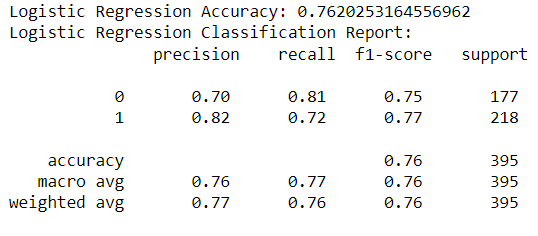 Logistic Regression Accuracy: 0.7620253164556962
Logistic Regression Classification Report:
precision recall f1-score support
0 0.70 0.81 0.75 177
1 0.82 0.72 0.77 218
accuracy 0.76 395
macro avg 0.76 0.77 0.76 395
weighted avg 0.77 0.76 0.76 395